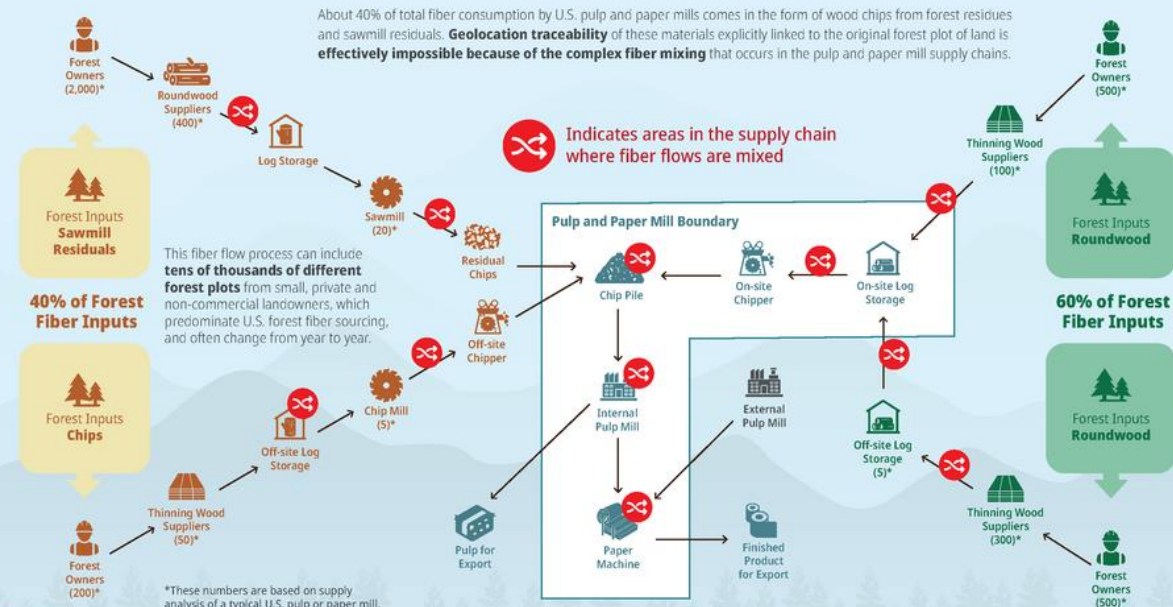 About 40% of total fiber consumption by U.S. pulp and paper mills comes in the form of wood chips from forest residues
and sawmill residuals. Geolocation traceability of these materials explicitly linked to the original forest plot of land is
effectively impossible because of the complex fiber mixing that occurs in the pulp and paper mill supply chains.
Forest
Owners
(2,000)*
Roundwood
Suppliers
(400)*
Log Storage
Sawmill
(20)*
Residual
Chips
Forest Inputs
Sawmill
Residuals
This fiber flow process can include
tens of thousands of different
forest plots from small, private and
non-commercial landowners, which
predominate U.S. forest fiber sourcing,
and often change from year to year.
40% of Forest
Fiber Inputs
Off-site
Chipper
Chip Mill
(5)*
Forest Inputs
Chips
Off-site Log
Storage
Thinning Wood
Suppliers
(50)*
Forest
Owners
(200)*
*These numbers are based on supply
analysis of a typical U.S. pulp or paper mill.
Indicates areas in the supply chain
where fiber flows are mixed
Pulp and Paper Mill Boundary
Chip Pile
On-site
Chipper
On-site Log
Storage
Internal
Pulp Mill
External
Pulp Mill
Pulp for
Export
Paper
Machine
Finished
Product
for Export
Forest
Owners
(500)*
Thinning Wood
Suppliers
(100)*
Forest Inputs
Roundwood
60% of Forest
Fiber Inputs
Forest Inputs
Roundwood
Off-site Log
Storage
(5)*
Thinning Wood
Suppliers
(300)*
Forest
Owners
(500)*